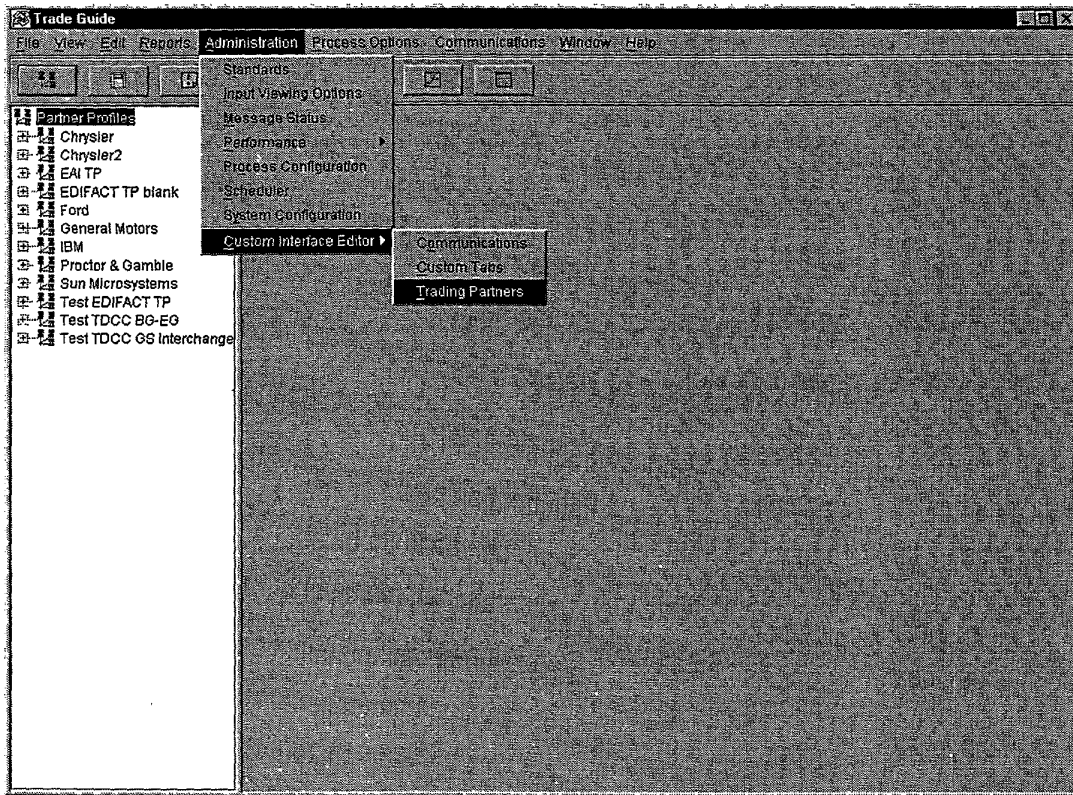 Trade Guide
File View Edit Reports Administration Process Options Communications Window Help
Standards
Input Viewing Options
Message Status
Performance
Process Configuration
Scheduler
System Configuration
Custom Interface Editor
Communications
Custom Tabs
Trading Partners
Partner Profiles
Chrysler
Chrysler2
EAI TP
EDIFACT TP blank
Ford
General Motors
IBM
Proctor & Gamble
Sun Microsystems
Test EDIFACT TP
Test TDCC BG-EG
Test TDCC GS Interchange